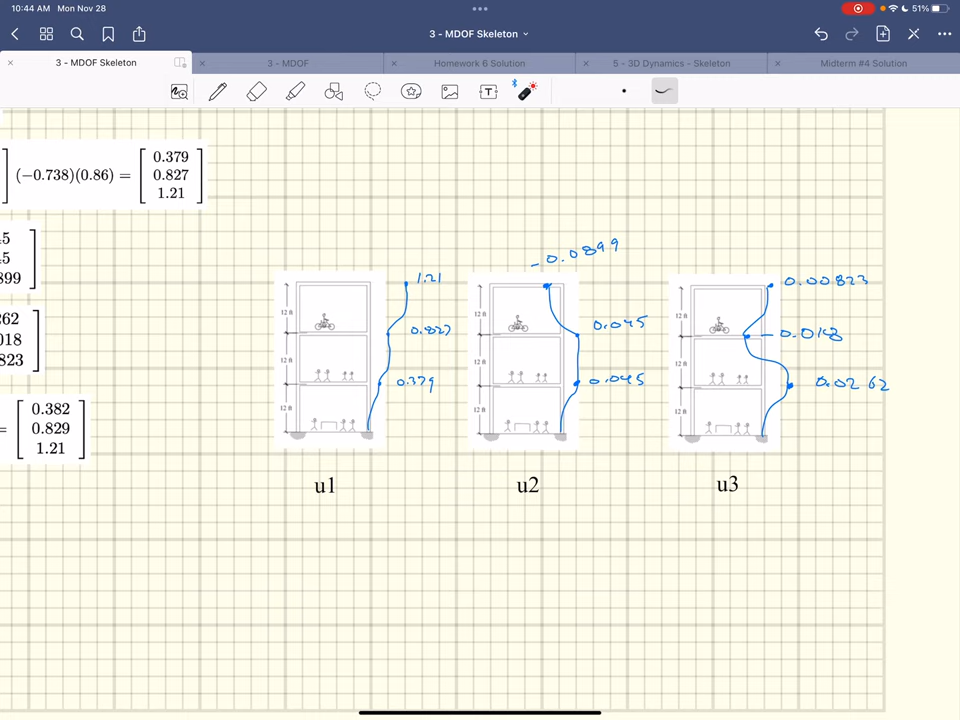 10:44 AM Mon Nov 28
51%
3 - MDOF Skeleton
3 - MDOF Skeleton
3 - MDOF
Homework 6 Solution
5 - 3D Dynamics - Skeleton
Midterm #4 Solution
(−0.738)(0.86) = [0.379
0.827
1.21]
45
45
899
262
018
823
= [0.382
0.829
1.21]
1.21
0.827
0.379
12 ft
12 ft
12 ft
u1
-0.0899
0.045
0.045
12 ft
12 ft
12 ft
u2
0.00823
-0.018
0.0262
12 ft
12 ft
12 ft
u3